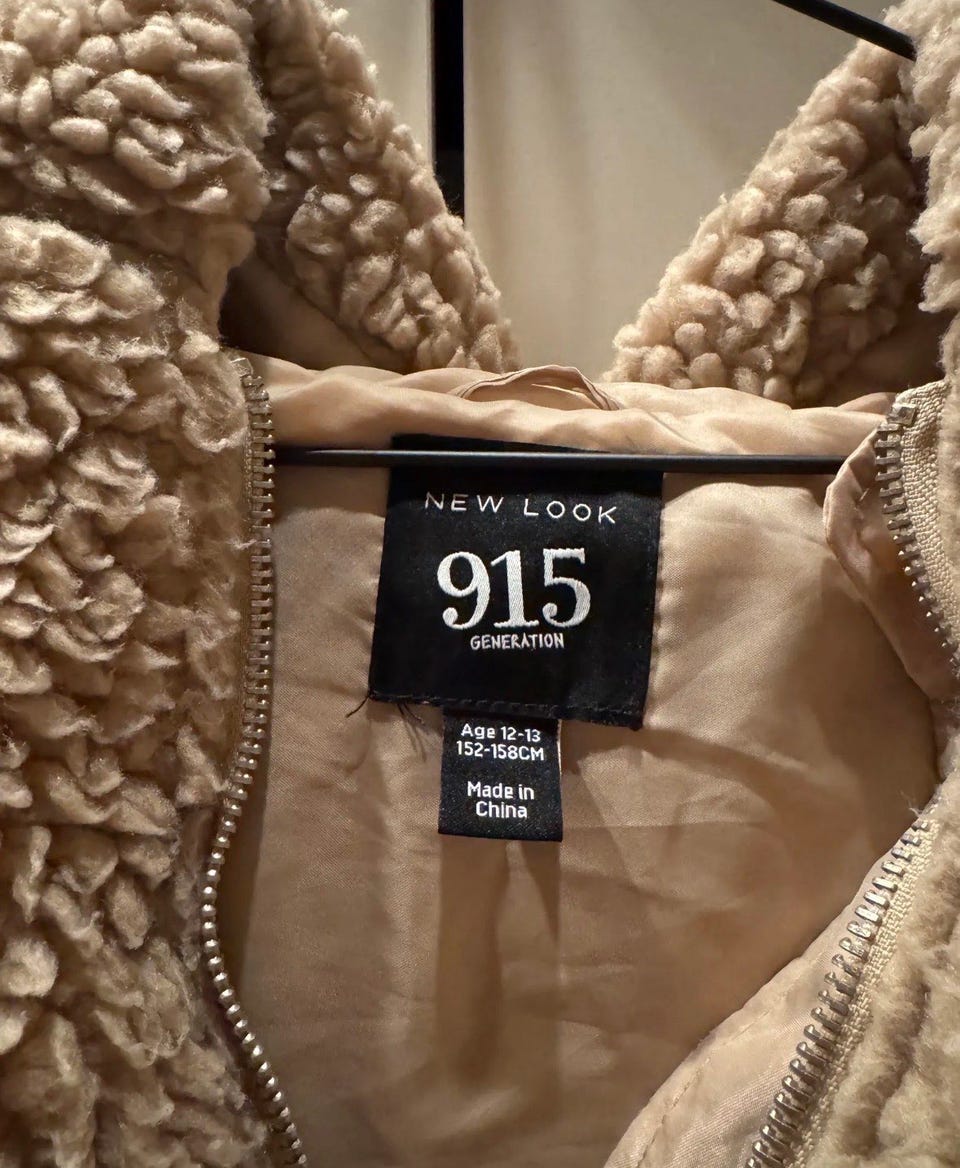 NEW LOOK
915
GENERATION
Age 12-13
152-158CM
Made in
China